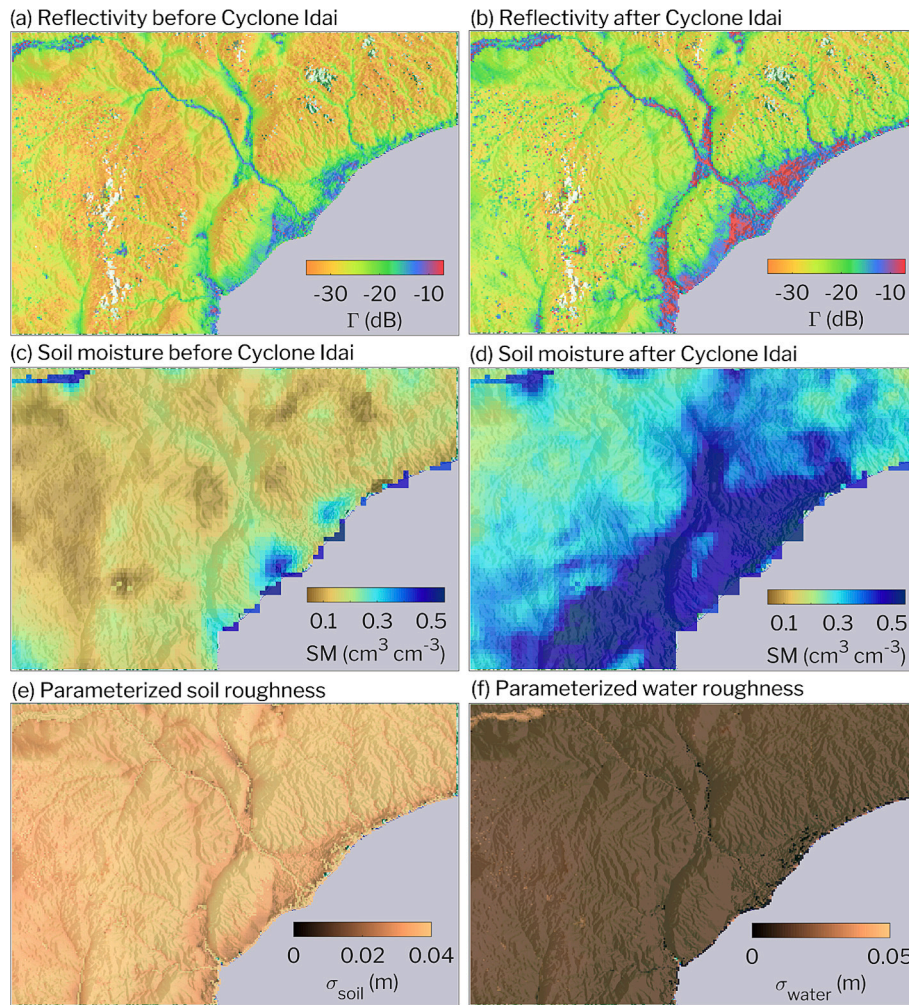 (a) Reflectivity before Cyclone Idai
-30 -20 -10
Γ (dB)
(b) Reflectivity after Cyclone Idai
-30 -20 -10
Γ (dB)
(c) Soil moisture before Cyclone Idai
0.1 0.3 0.5
SM (cm³ cm⁻³)
(d) Soil moisture after Cyclone Idai
0.1 0.3 0.5
SM (cm³ cm⁻³)
(e) Parameterized soil roughness
0 0.02 0.04
σsoil (m)
(f) Parameterized water roughness
0 0.05
σwater (m)